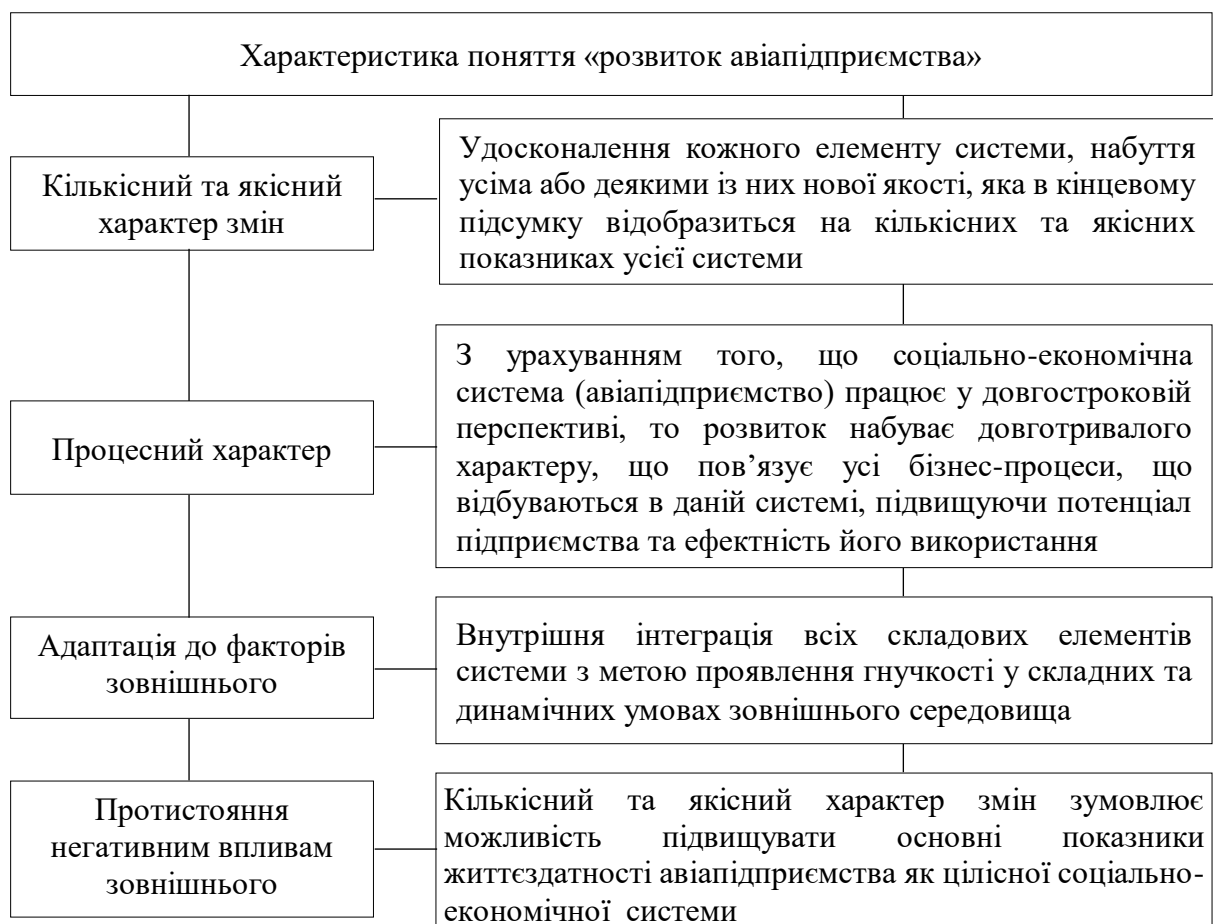 Характеристика поняття «розвиток авіапідприємства»
Кількісний та якісний
характер змін
Удосконалення кожного елементу системи, набуття
усіма або деякими із них нової якості, яка в кінцевому
підсумку відобразиться на кількісних та якісних
показниках усієї системи
Процесний характер
З урахуванням того, що соціально-економічна
система (авіапідприємство) працює у довгостроковій
перспективі, то розвиток набуває довготривалого
характеру, що пов’язує усі бізнес-процеси, що
відбуваються в даній системі, підвищуючи потенціал
підприємства та ефектність його використання
Адаптація до факторів
зовнішнього
Внутрішня інтеграція всіх складових елементів
системи з метою проявлення гнучкості у складних та
динамічних умовах зовнішнього середовища
Протистояння
негативним впливам
зовнішнього
Кількісний та якісний характер змін зумовлює
можливість підвищувати основні показники
життєздатності авіапідприємства як цілісної соціально-
економічної системи